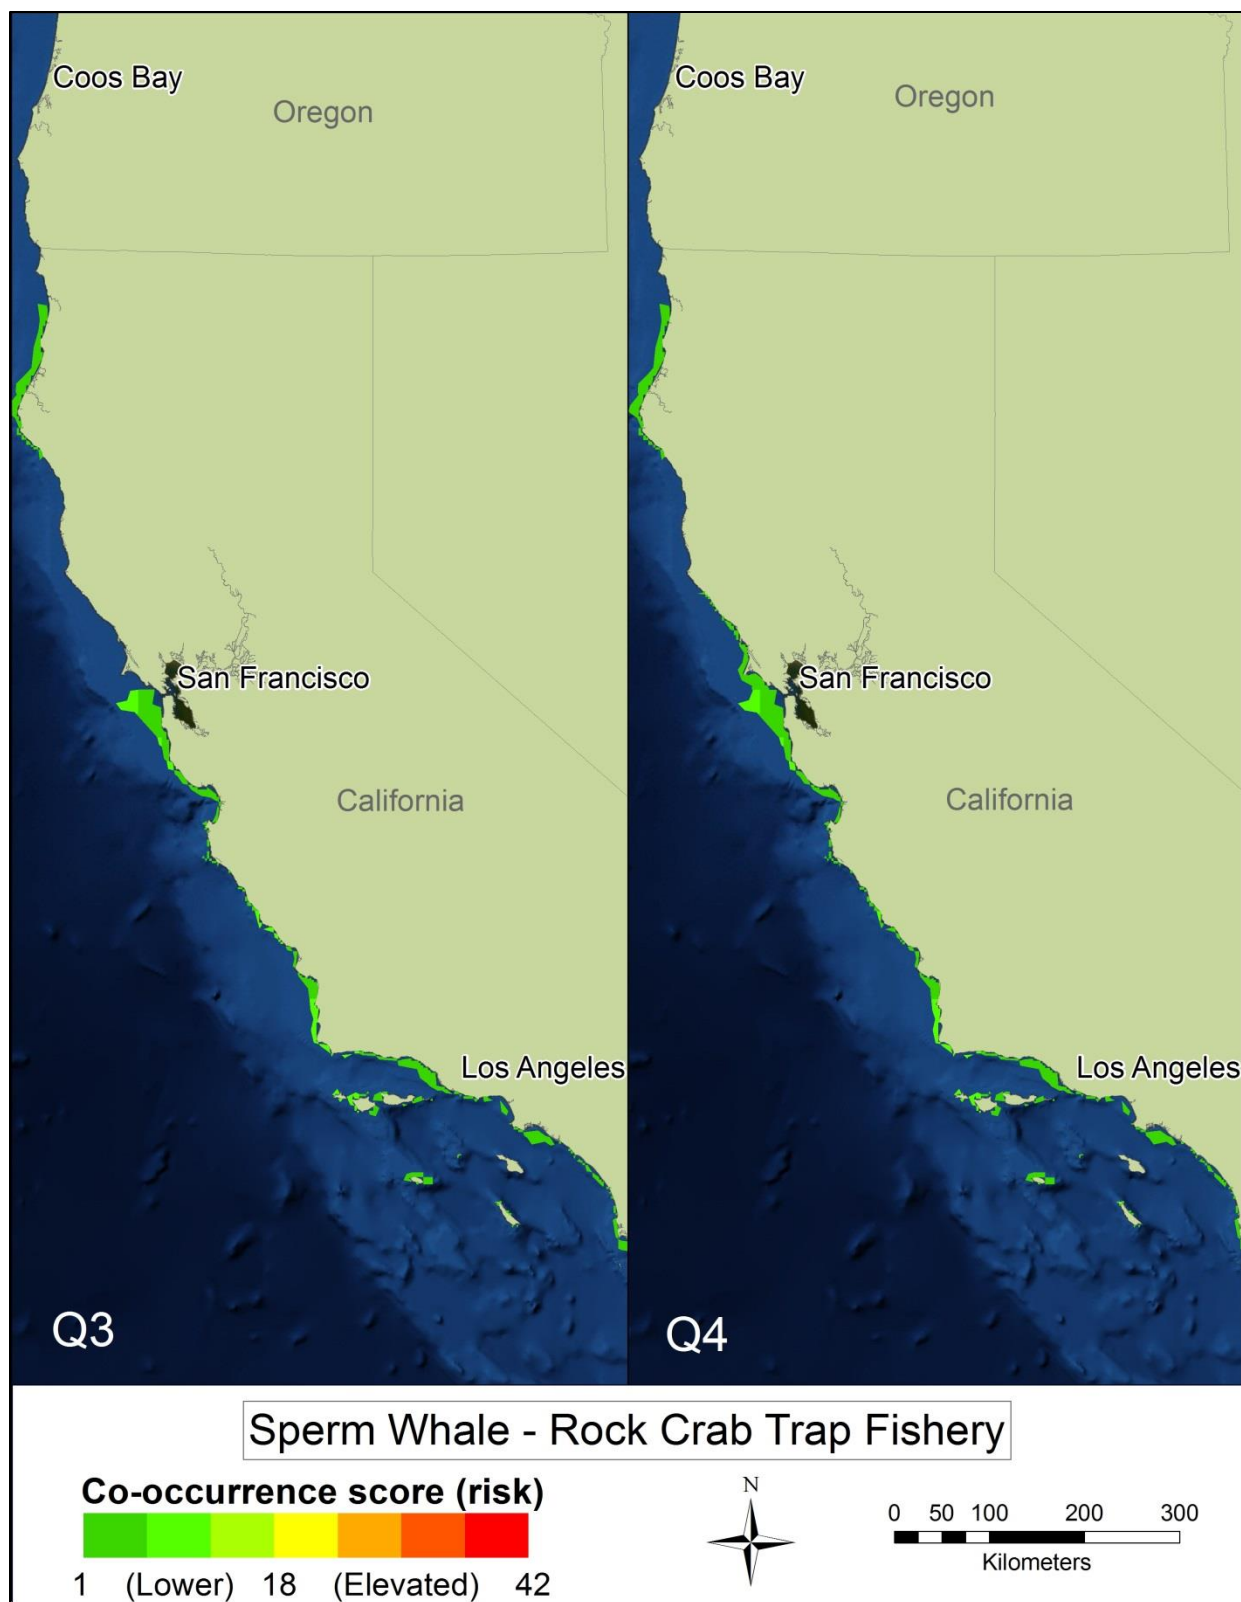 Coos Bay
Oregon
San Francisco
California
Los Angeles
Q3
Coos Bay
Oregon
San Francisco
California
Los Angeles
Q4
Sperm Whale - Rock Crab Trap Fishery
Co-occurrence score (risk)
1 (Lower) 18 (Elevated) 42
N
0 50 100 200 300
Kilometers